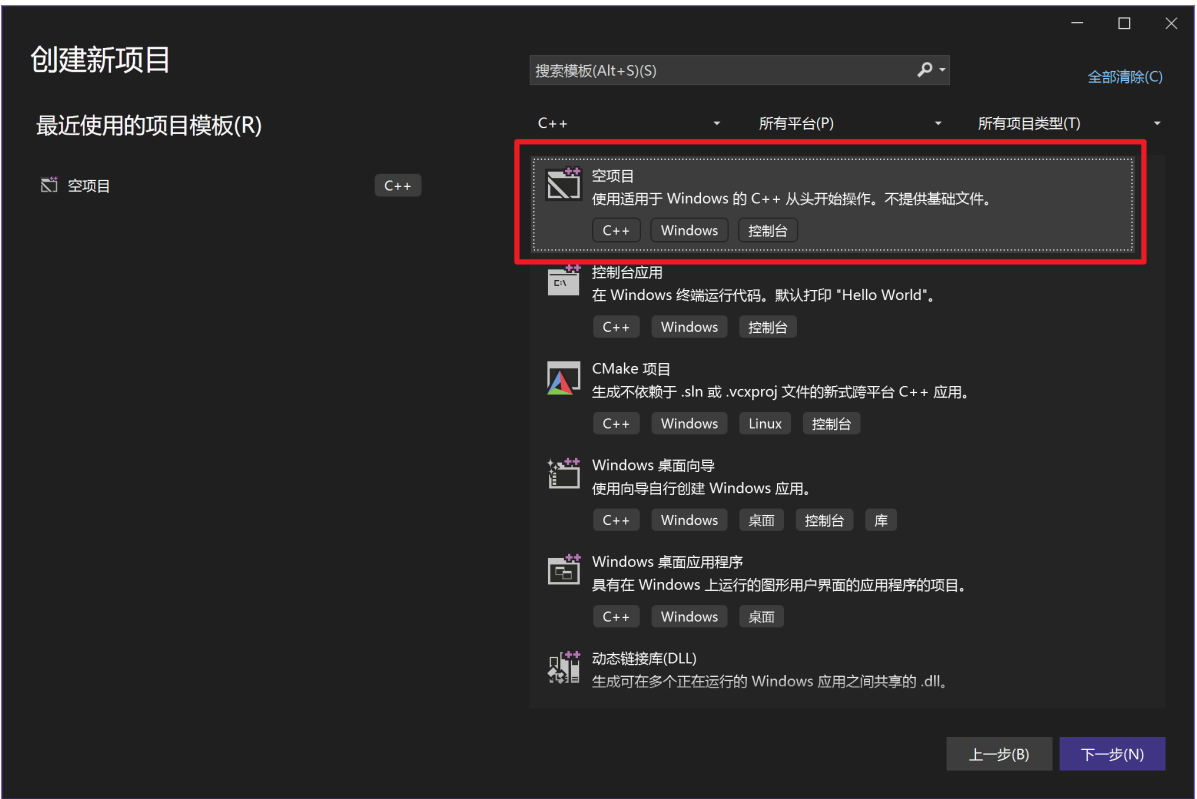 创建新项目
搜索模板(Alt+S)(S)
全部清除(C)
最近使用的项目模板(R)
C++
所有平台(P)
所有项目类型(T)
空项目
C++
空项目
使用适用于 Windows 的 C++ 从头开始操作。不提供基础文件。
C++ Windows 控制台
控制台应用
在 Windows 终端运行代码。默认打印 "Hello World"。
C++ Windows 控制台
CMake 项目
生成不依赖于 .sln 或 .vcxproj 文件的新式跨平台 C++ 应用。
C++ Windows Linux 控制台
Windows 桌面向导
使用向导自行创建 Windows 应用。
C++ Windows 桌面 控制台 库
Windows 桌面应用程序
具有在 Windows 上运行的图形用户界面的应用程序的项目。
C++ Windows 桌面
动态链接库(DLL)
生成可在多个正在运行的 Windows 应用之间共享的 .dll。
上一步(B)
下一步(N)